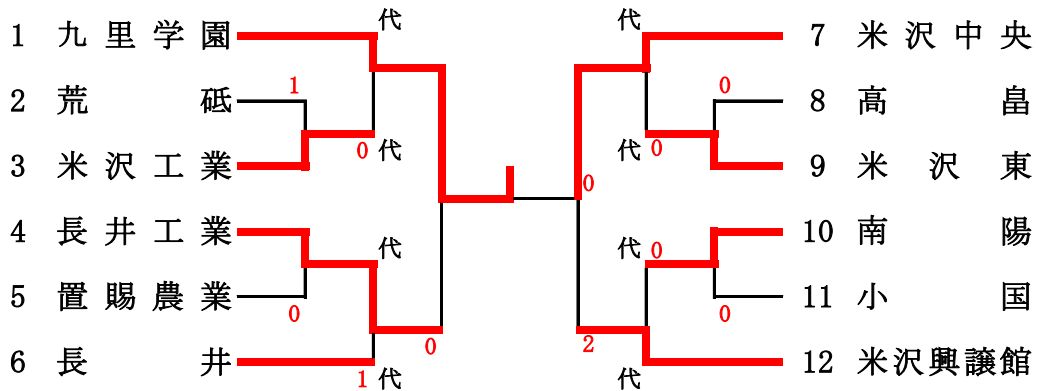 1 九里学園
代
代
7 米沢中央
1
0
2 荒砥
8 高畠
0 代
代 0
3 米沢工業
9 米沢東
0
4 長井工業
10 南陽
代
代 0
5 置賜農業
11 小国
0
0
0
2
6 長井
12 米沢興譲館
1 代
代